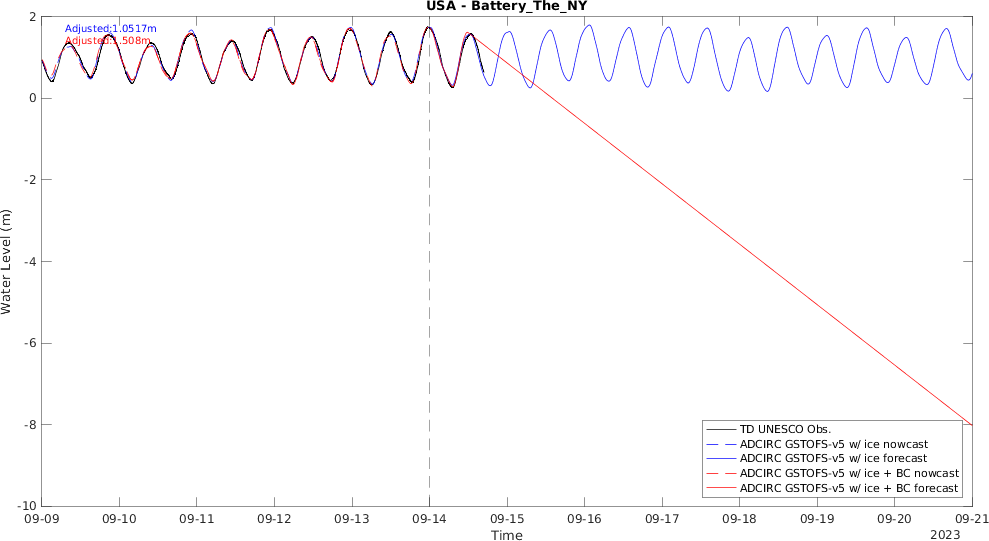 USA - Battery_The_NY
Adjusted:1.0517m
Adjusted:1.508m
Water Level (m)
2
0
-2
-4
-6
-8
-10
TD UNESCO Obs.
ADCIRC GSTOFS-v5 w/ ice nowcast
ADCIRC GSTOFS-v5 w/ ice forecast
ADCIRC GSTOFS-v5 w/ ice + BC nowcast
ADCIRC GSTOFS-v5 w/ ice + BC forecast
09-09 09-10 09-11 09-12 09-13 09-14 09-15 09-16 09-17 09-18 09-19 09-20 09-21
Time
2023